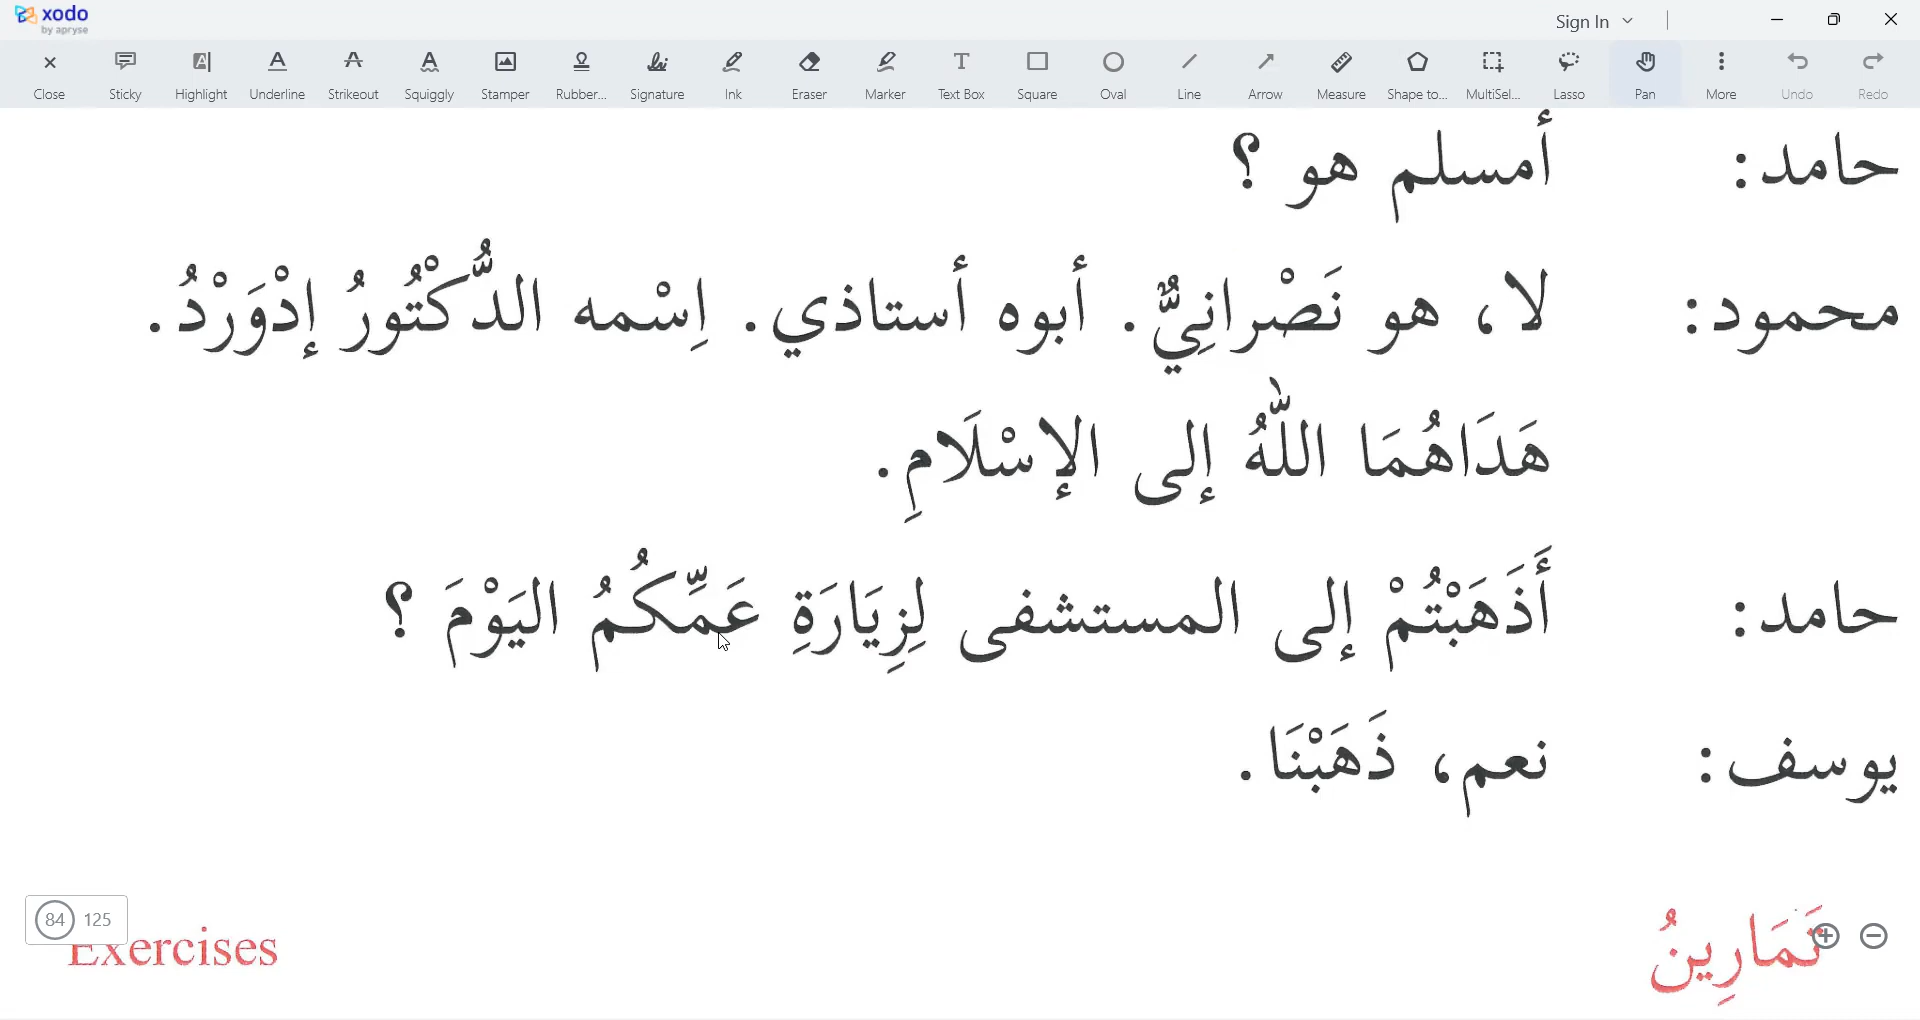 xodo
by apryse
Sign In
Close Sticky Highlight Underline Strikeout Squiggly Stamper Rubber... Signature Ink Eraser Marker Text Box Square Oval Line Arrow Measure Shape to... MultiSel... Lasso Pan More Undo Redo
حامد: أمسلم هو ؟
محمود: لا، هو نَصْرانِيٌّ. أبوه أستاذي. اِسْمه الدُّكْتُورُ إِدْوَرْدُ.
هَدَاهُمَا اللّٰهُ إلى الإسْلَامِ.
حامد: أَذَهَبْتُمْ إلى المستشفى لِزِيَارَةِ عَمِّكُمُ اليَوْمَ ؟
يوسف: نعم، ذَهَبْنَا.
84 125
Exercises تَمَارِينُ